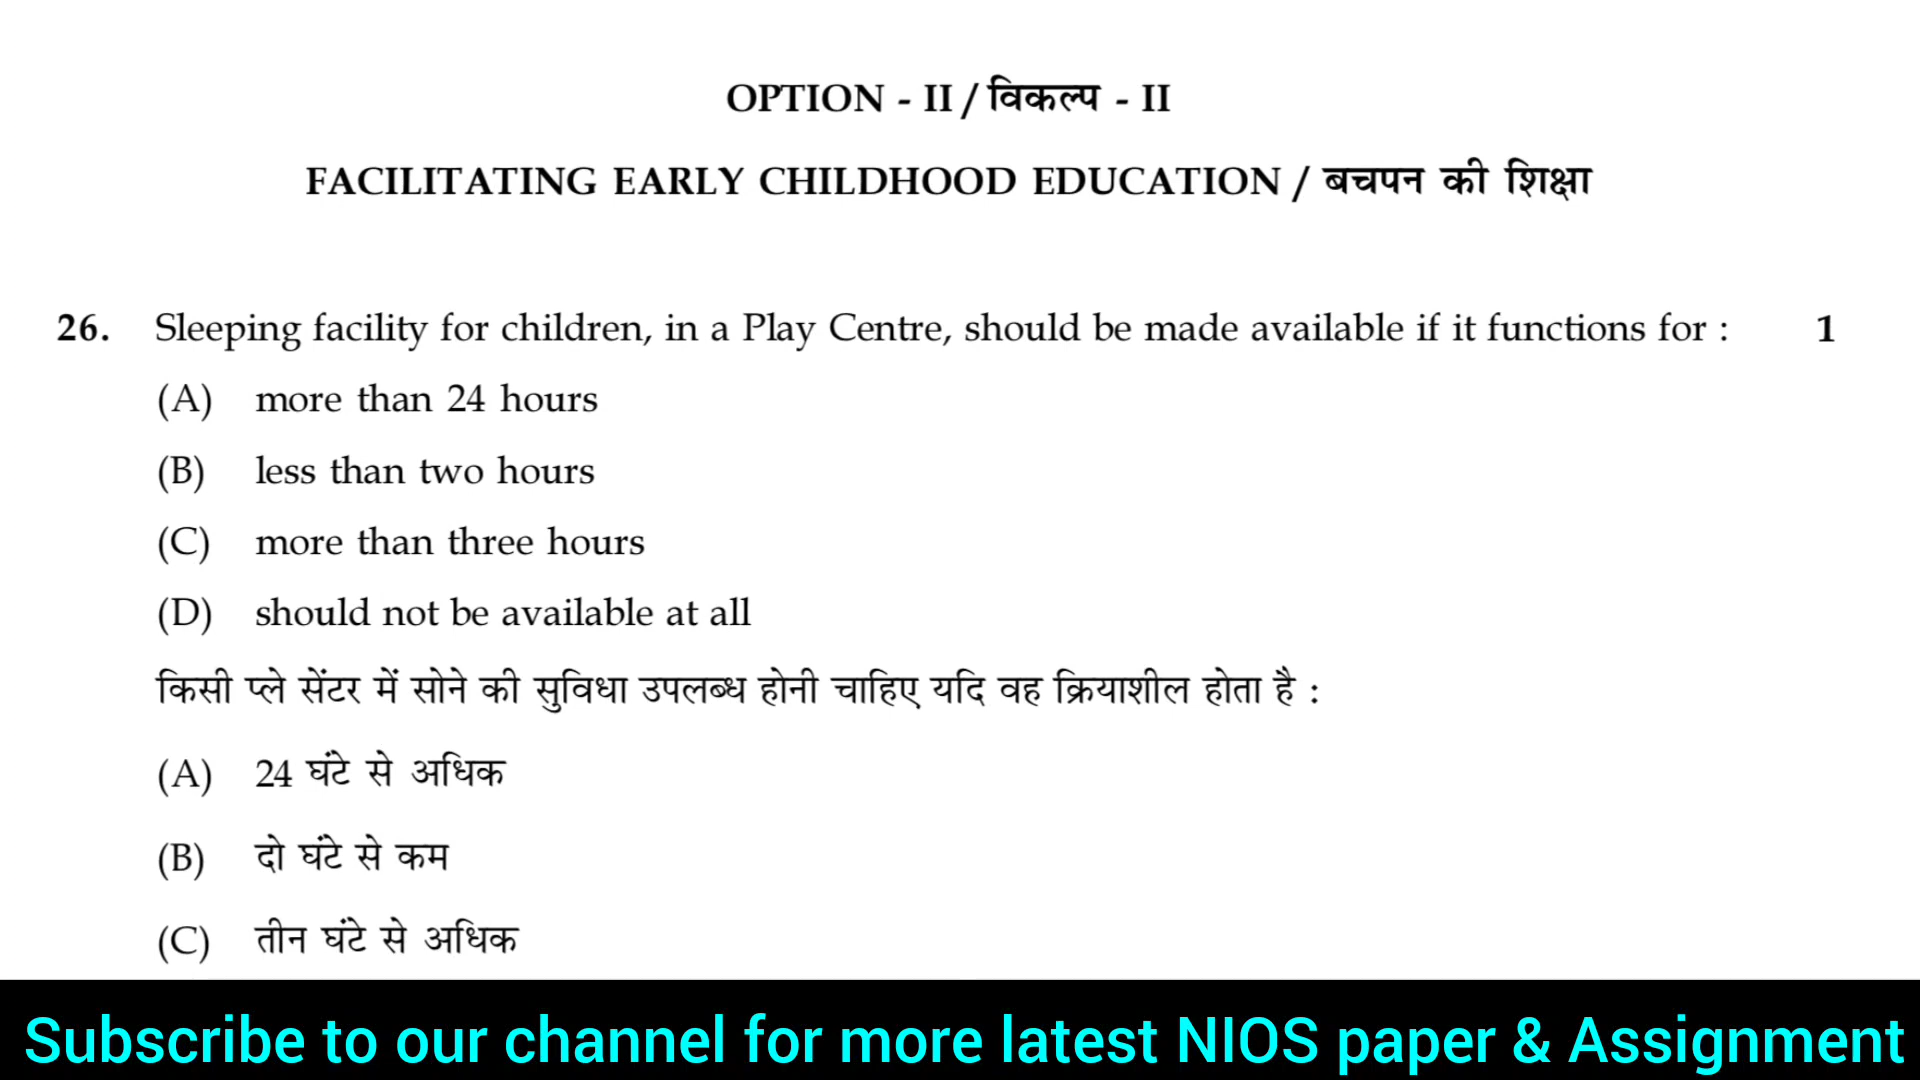 OPTION - II / विकल्प - II
FACILITATING EARLY CHILDHOOD EDUCATION / बचपन की शिक्षा
26. Sleeping facility for children, in a Play Centre, should be made available if it functions for : 1
(A) more than 24 hours
(B) less than two hours
(C) more than three hours
(D) should not be available at all
किसी प्ले सेंटर में सोने की सुविधा उपलब्ध होनी चाहिए यदि वह क्रियाशील होता है :
(A) 24 घंटे से अधिक
(B) दो घंटे से कम
(C) तीन घंटे से अधिक
Subscribe to our channel for more latest NIOS paper & Assignment